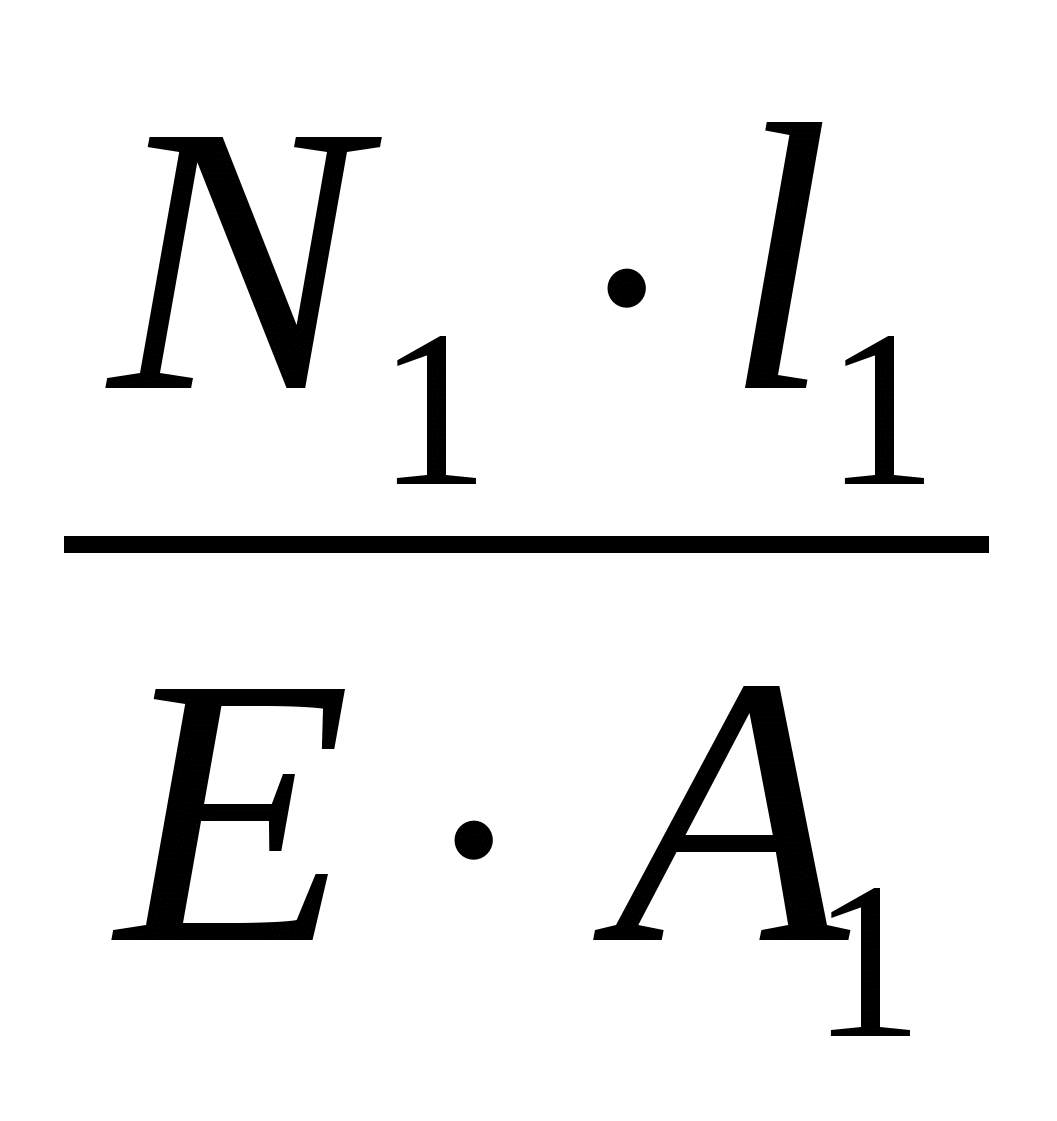 N₁ · l₁
E · A₁